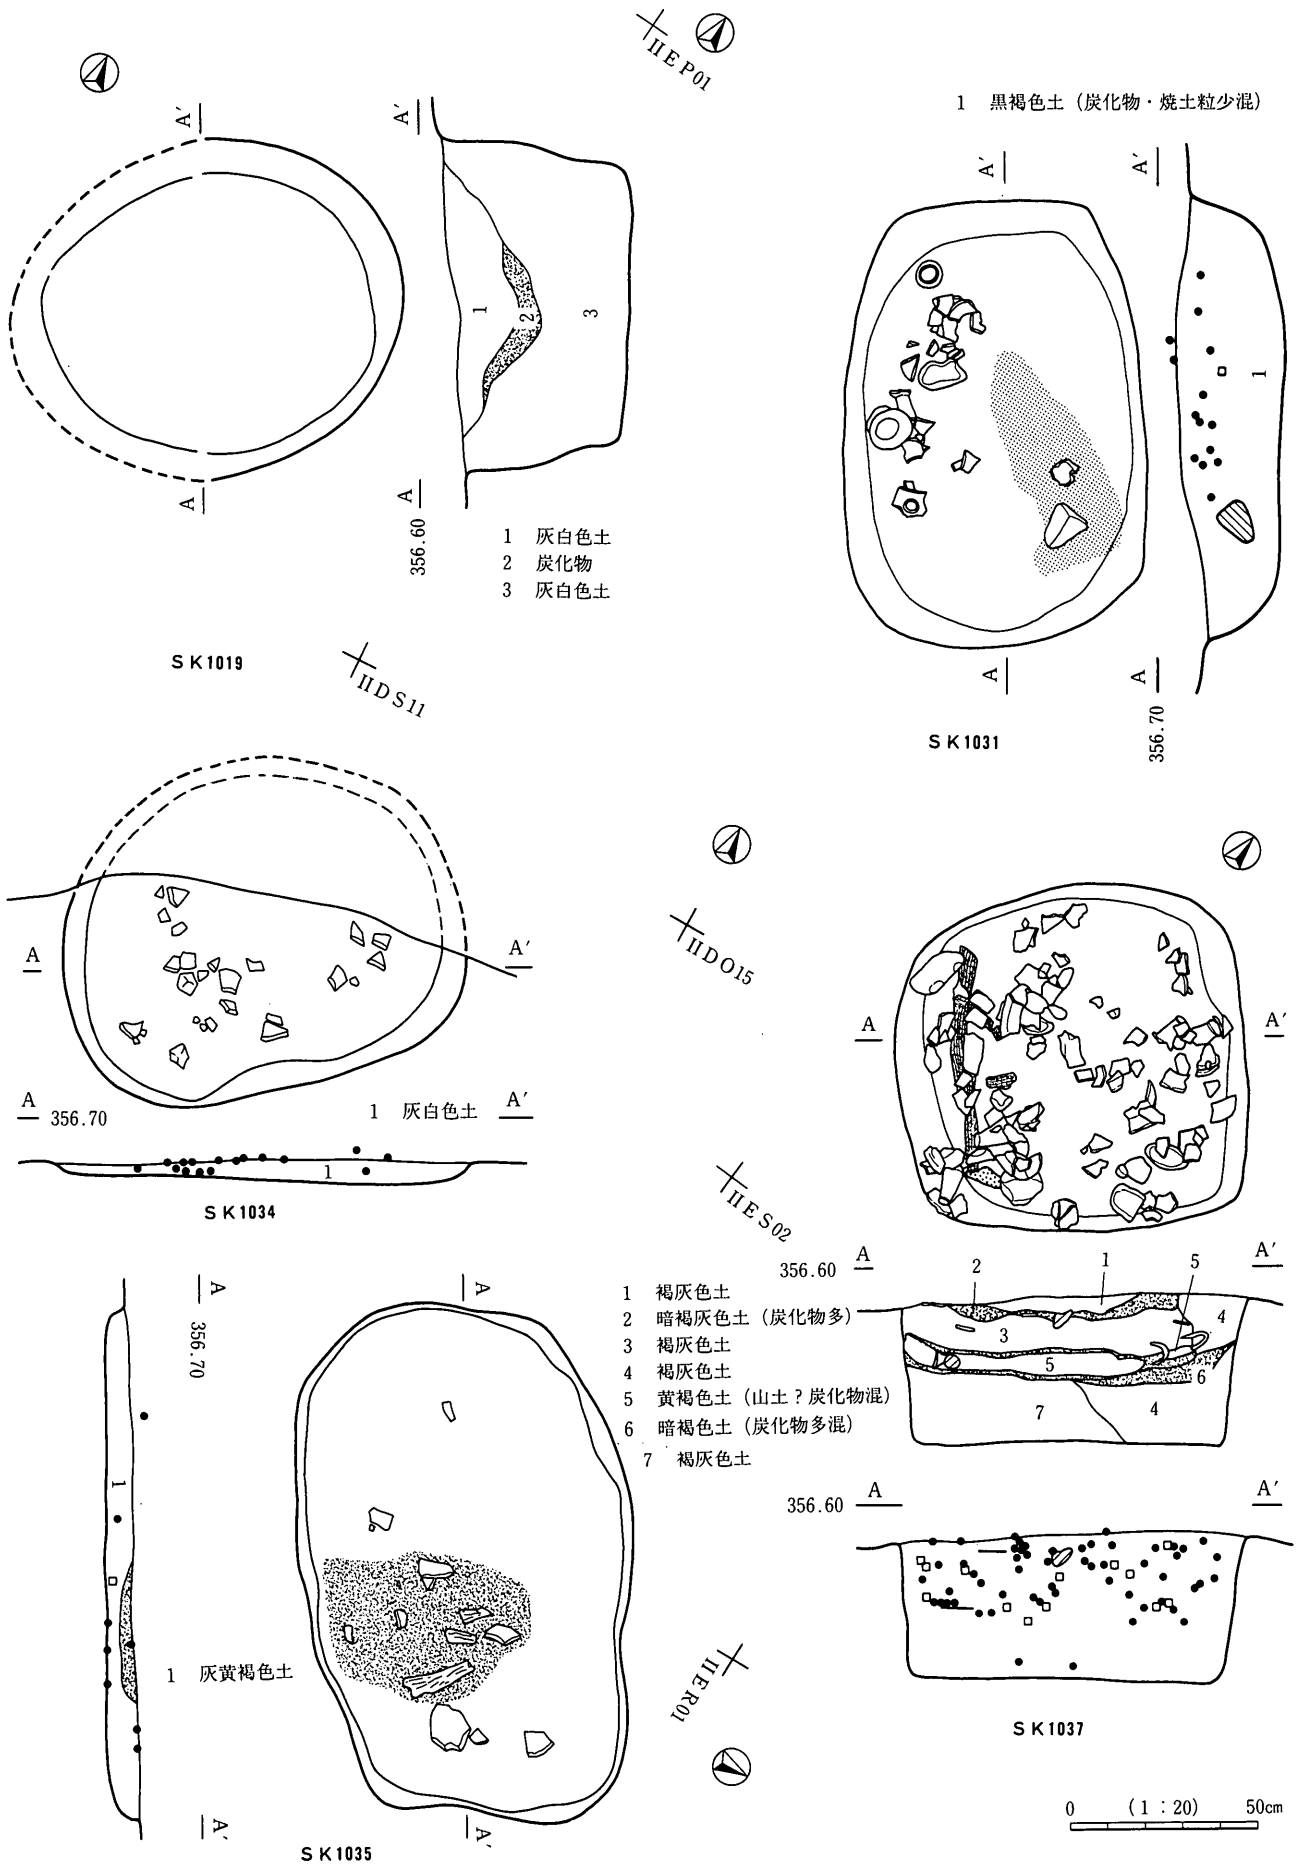 A′
A′
ⅡEP01
1 2 3
A
A
356.60
1 灰白色土
2 炭化物
3 灰白色土
SK1019
1 黒褐色土（炭化物・焼土粒少混）
A′
A′
1
A
A
356.70
SK1031
ⅡDS11
A
A′
A
356.70
1 灰白色土
A′
1
SK1034
ⅡDO15
A
A′
ⅡES02
356.60
A
2
1
5
A′
3
4
5
6
7
4
1 褐灰色土
2 暗褐灰色土（炭化物多）
3 褐灰色土
4 褐灰色土
5 黄褐色土（山土？炭化物混）
6 暗褐色土（炭化物多混）
7 褐灰色土
356.60
A
A′
SK1037
A
356.70
A
1
1 灰黄褐色土
ⅡER01
A′
A′
SK1035
0 (1：20) 50cm